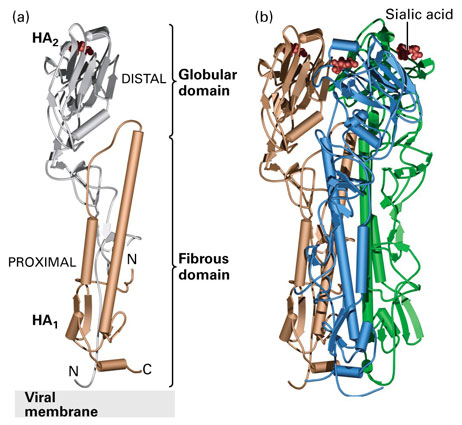 (a)
HA2
DISTAL
Globular
domain
PROXIMAL
N
Fibrous
domain
HA1
N
C
Viral
membrane
(b)
Sialic acid